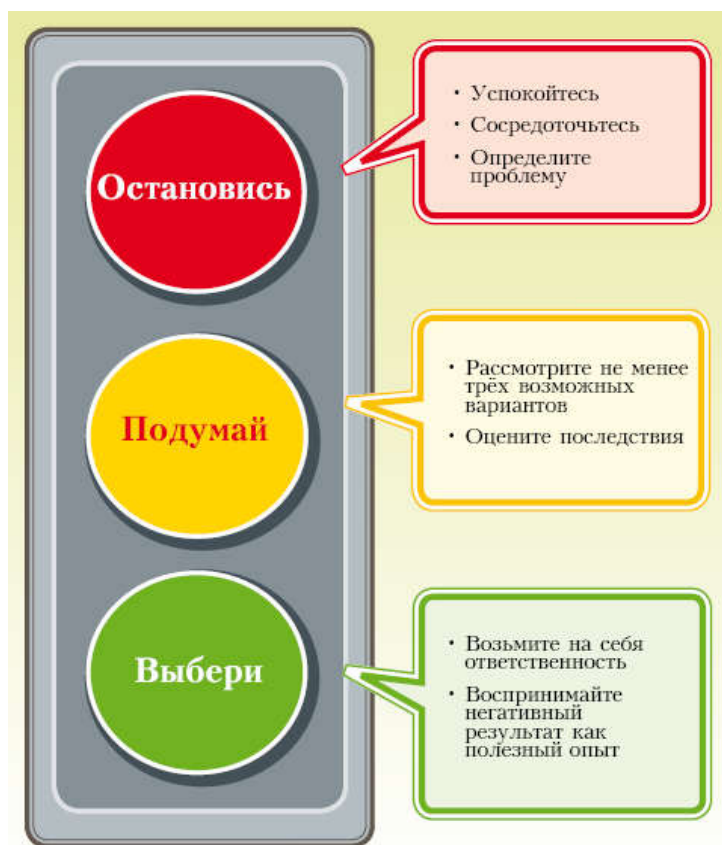 Остановись
• Успокойтесь
• Сосредоточьтесь
• Определите
проблему
Подумай
• Рассмотрите не менее
трёх возможных
вариантов
• Оцените последствия
Выбери
• Возьмите на себя
ответственность
• Воспринимайте
негативный
результат как
полезный опыт